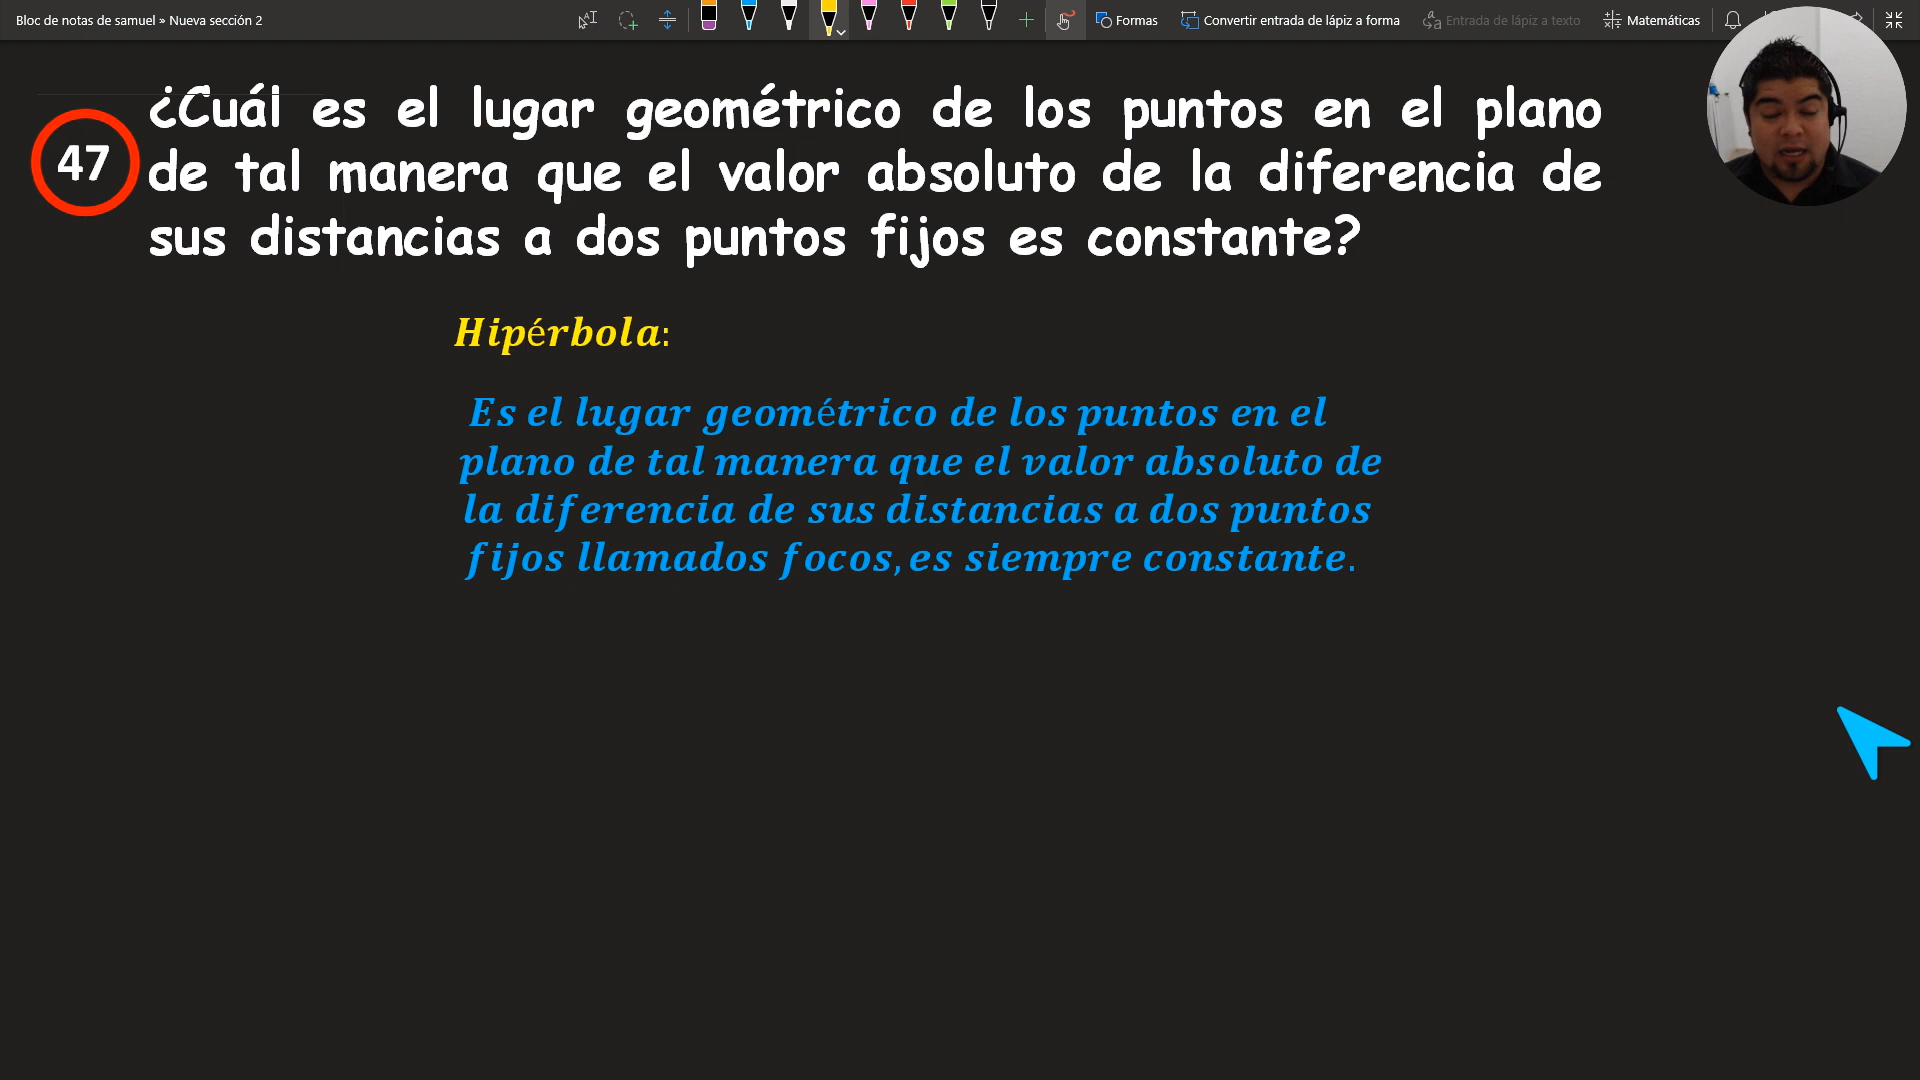 Bloc de notas de samuel » Nueva sección 2
Formas
Convertir entrada de lápiz a forma
Entrada de lápiz a texto
Matemáticas
47
¿Cuál es el lugar geométrico de los puntos en el plano
de tal manera que el valor absoluto de la diferencia de
sus distancias a dos puntos fijos es constante?
Hipérbola:
Es el lugar geométrico de los puntos en el
plano de tal manera que el valor absoluto de
la diferencia de sus distancias a dos puntos
fijos llamados focos, es siempre constante.